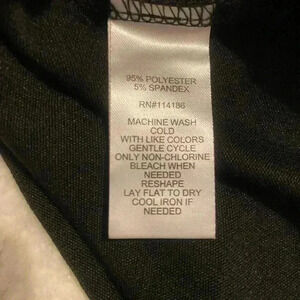 95% POLYESTER
5% SPANDEX
RN#114186
MACHINE WASH
COLD
WITH LIKE COLORS
GENTLE CYCLE
ONLY NON-CHLORINE
BLEACH WHEN
NEEDED
RESHAPE
LAY FLAT TO DRY
COOL IRON IF
NEEDED